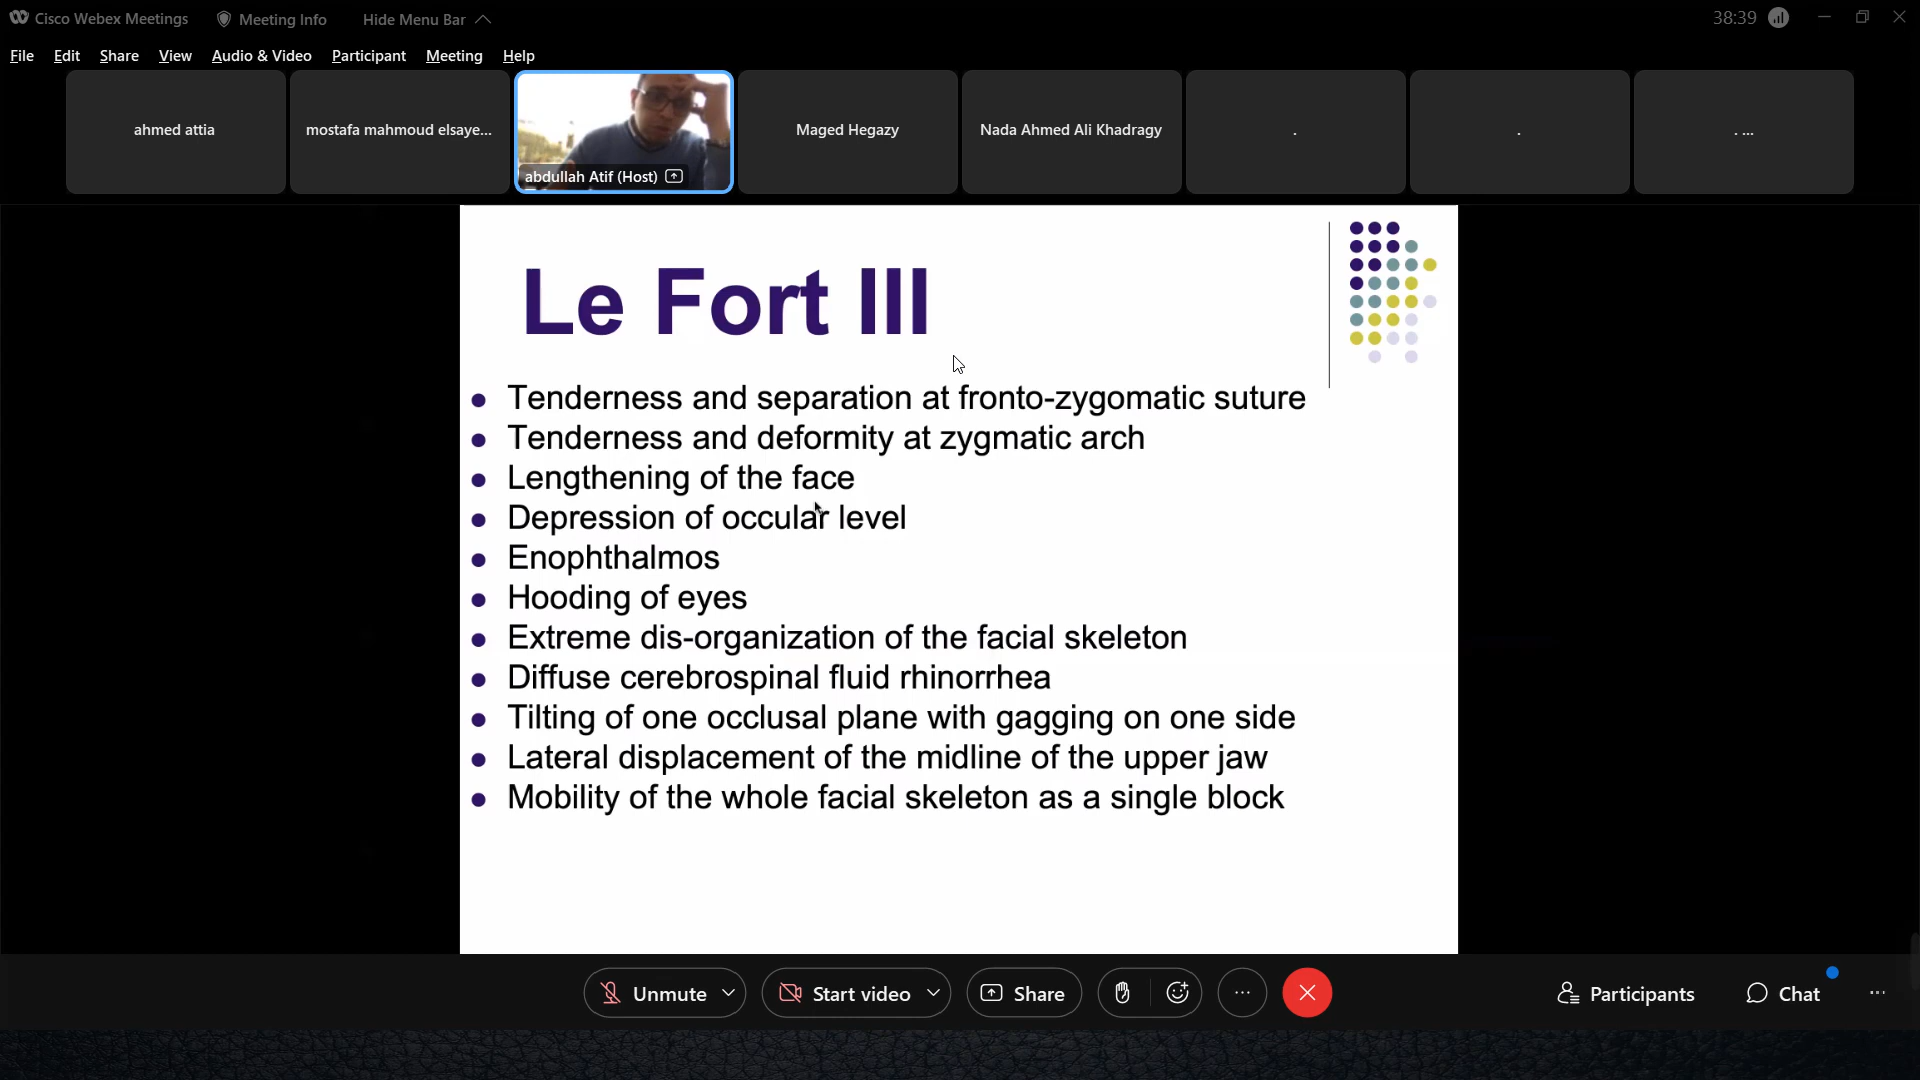 Cisco Webex Meetings Meeting Info Hide Menu Bar 38:39
File Edit Share View Audio & Video Participant Meeting Help
ahmed attia
mostafa mahmoud elsaye...
abdullah Atif (Host)
Maged Hegazy
Nada Ahmed Ali Khadragy
.
.
. ...
Le Fort III
Tenderness and separation at fronto-zygomatic suture
Tenderness and deformity at zygmatic arch
Lengthening of the face
Depression of occular level
Enophthalmos
Hooding of eyes
Extreme dis-organization of the facial skeleton
Diffuse cerebrospinal fluid rhinorrhea
Tilting of one occlusal plane with gagging on one side
Lateral displacement of the midline of the upper jaw
Mobility of the whole facial skeleton as a single block
Unmute Start video Share Participants Chat